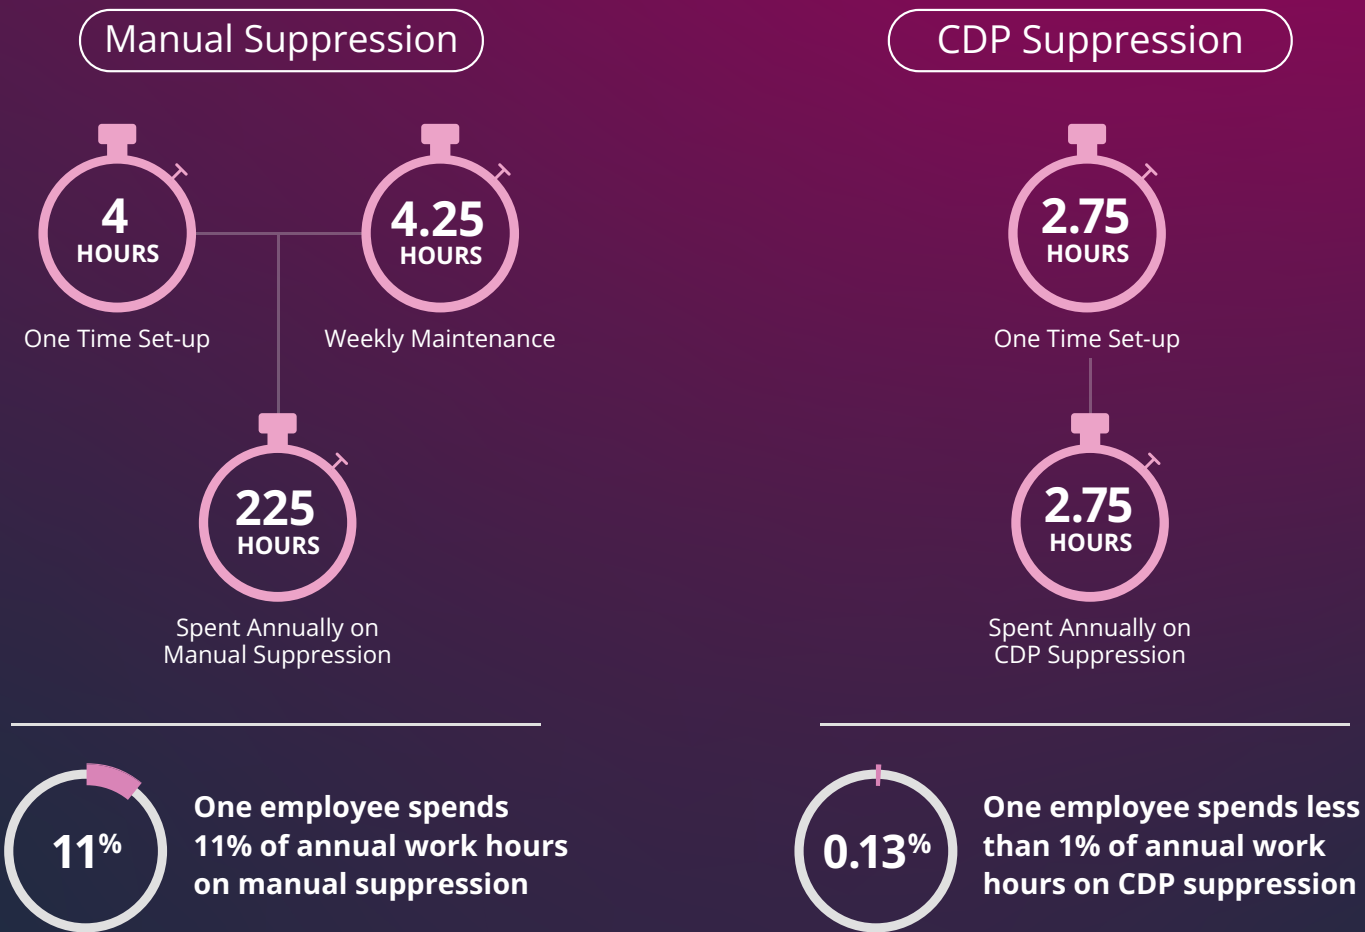 Manual Suppression
4
HOURS
One Time Set-up
4.25
HOURS
Weekly Maintenance
225
HOURS
Spent Annually on
Manual Suppression
11%
One employee spends
11% of annual work hours
on manual suppression
CDP Suppression
2.75
HOURS
One Time Set-up
2.75
HOURS
Spent Annually on
CDP Suppression
0.13%
One employee spends less
than 1% of annual work
hours on CDP suppression